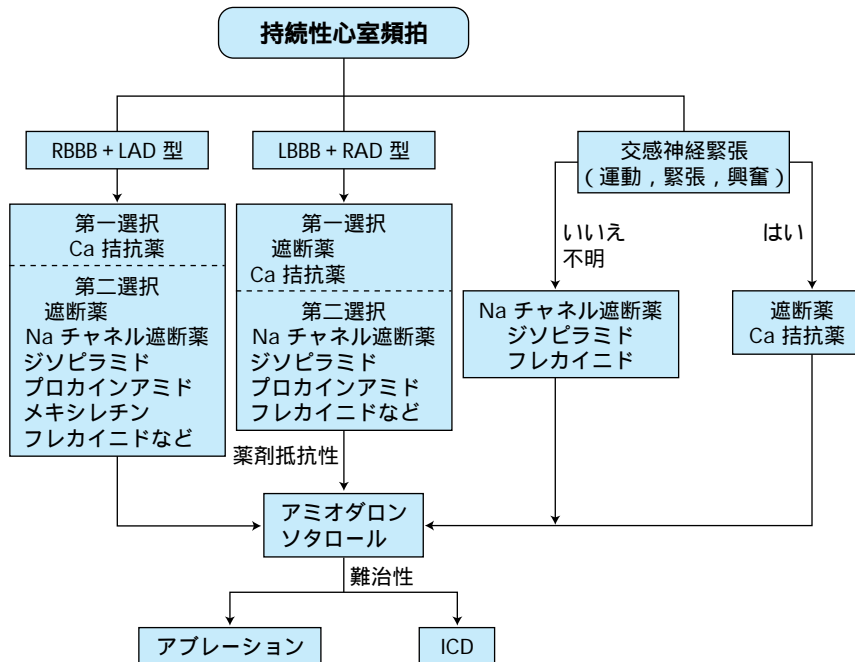 持続性心室頻拍
RBBB + LAD 型
LBBB + RAD 型
交感神経緊張
（運動，緊張，興奮）
第一選択
Ca 拮抗薬
第二選択
遮断薬
Na チャネル遮断薬
ジソピラミド
プロカインアミド
メキシレチン
フレカイニドなど
第一選択
遮断薬
Ca 拮抗薬
第二選択
Na チャネル遮断薬
ジソピラミド
プロカインアミド
フレカイニドなど
いいえ
不明
はい
Na チャネル遮断薬
ジソピラミド
フレカイニド
遮断薬
Ca 拮抗薬
薬剤抵抗性
アミオダロン
ソタロール
難治性
アブレーション
ICD